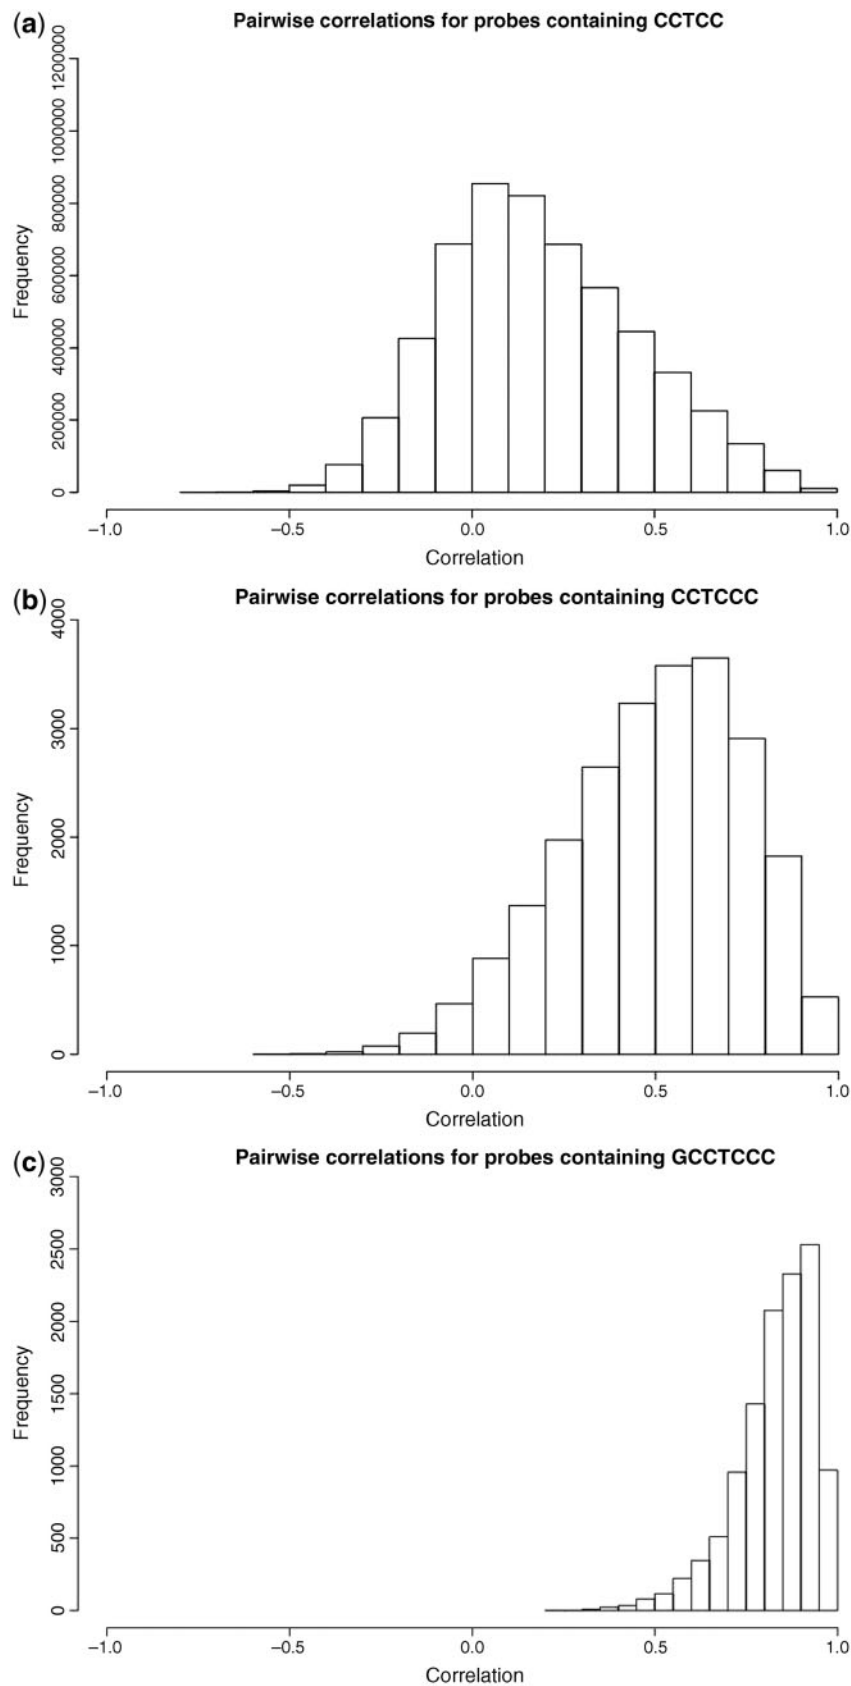 (a) Pairwise correlations for probes containing CCTCC
Frequency
0 200000 400000 600000 800000 1000000 1200000
−1.0 −0.5 0.0 0.5 1.0
Correlation
(b) Pairwise correlations for probes containing CCTCCC
Frequency
0 1000 2000 3000 4000
−1.0 −0.5 0.0 0.5 1.0
Correlation
(c) Pairwise correlations for probes containing GCCTCCC
Frequency
0 500 1000 1500 2000 2500 3000
−1.0 −0.5 0.0 0.5 1.0
Correlation